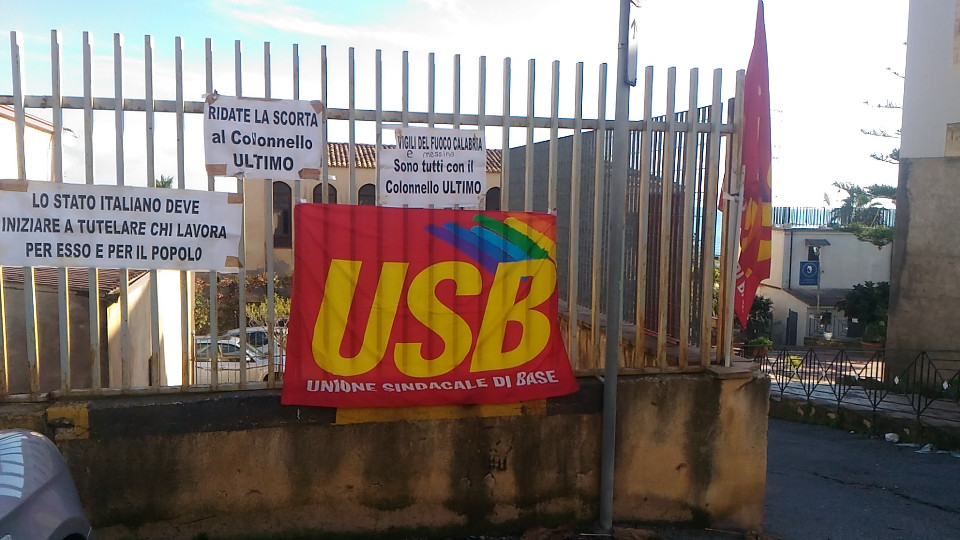 RIDATE LA SCORTA
al Colonnello
ULTIMO
VIGILI DEL FUOCO CALABRIA
e messina
Sono tutti con il
Colonnello ULTIMO
LO STATO ITALIANO DEVE
INIZIARE A TUTELARE CHI LAVORA
PER ESSO E PER IL POPOLO
USB
UNIONE SINDACALE DI BASE